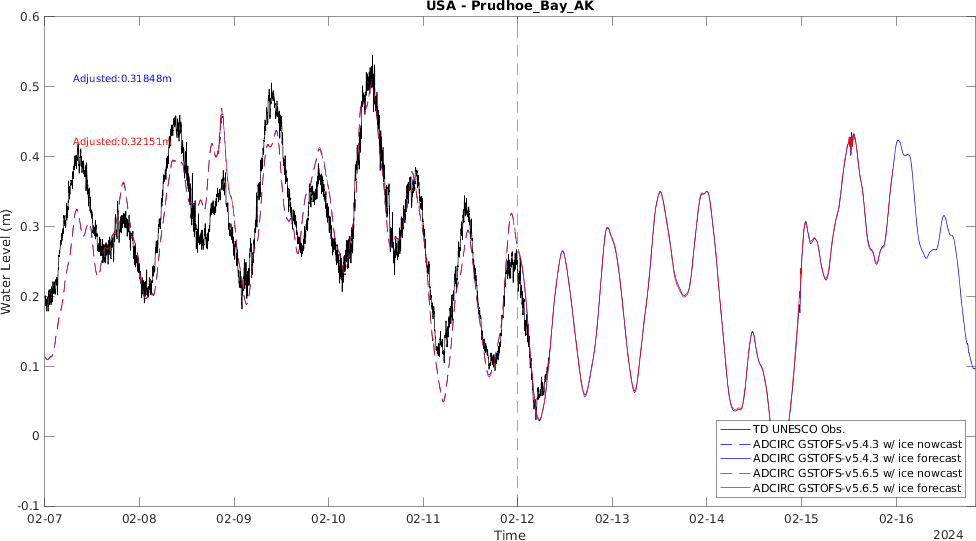 USA - Prudhoe_Bay_AK
0.6
0.5
0.4
0.3
0.2
0.1
0
-0.1
Water Level (m)
Adjusted:0.31848m
Adjusted:0.32151m
TD UNESCO Obs.
ADCIRC GSTOFS-v5.4.3 w/ ice nowcast
ADCIRC GSTOFS-v5.4.3 w/ ice forecast
ADCIRC GSTOFS-v5.6.5 w/ ice nowcast
ADCIRC GSTOFS-v5.6.5 w/ ice forecast
02-07 02-08 02-09 02-10 02-11 02-12 02-13 02-14 02-15 02-16
Time
2024